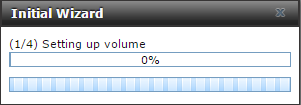 Initial Wizard
(1/4) Setting up volume
0%